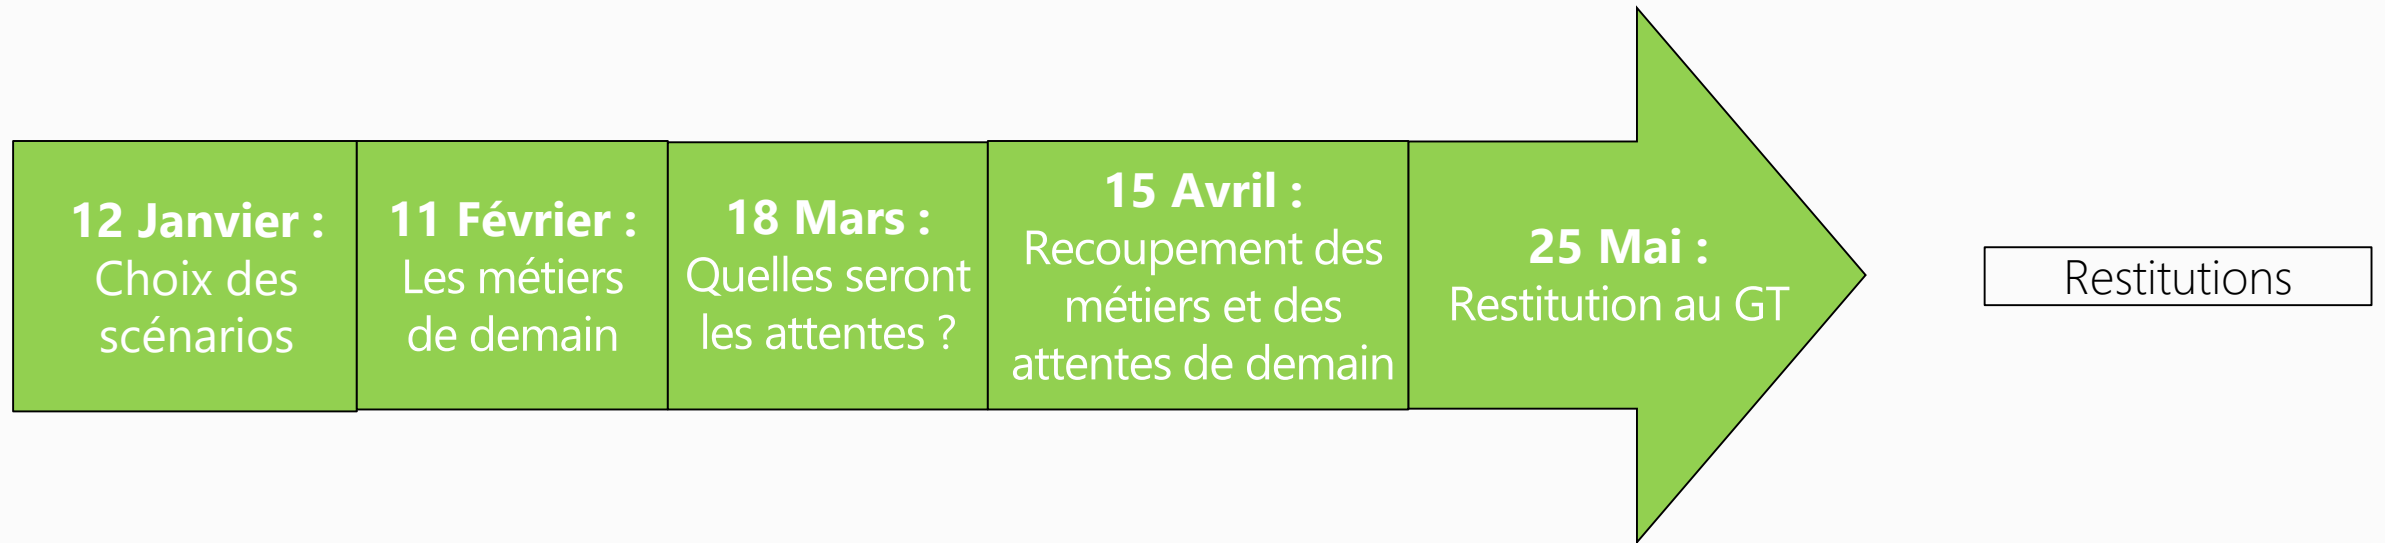 12 Janvier :
Choix des
scénarios
11 Février :
Les métiers
de demain
18 Mars :
Quelles seront
les attentes ?
15 Avril :
Recoupement des
métiers et des
attentes de demain
25 Mai :
Restitution au GT
Restitutions